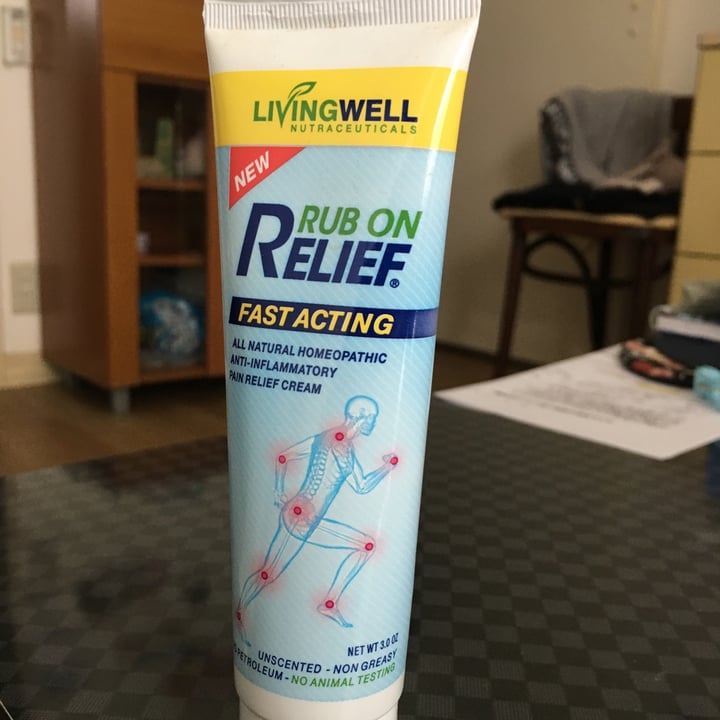 LIVINGWELL
NUTRACEUTICALS
NEW
RUB ON
RELIEF®
FAST ACTING
ALL NATURAL HOMEOPATHIC
ANTI-INFLAMMATORY
PAIN RELIEF CREAM
NET WT 3.0 OZ
UNSCENTED - NON GREASY
PETROLEUM - NO ANIMAL TESTING